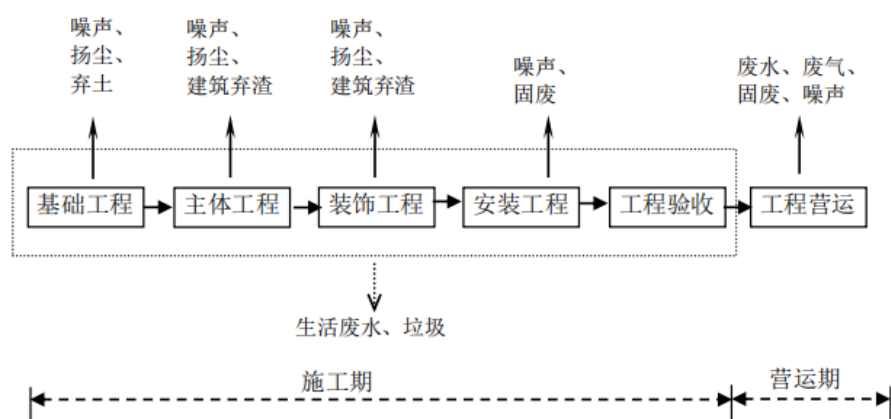 噪声、
扬尘、
弃土
噪声、
扬尘、
建筑弃渣
噪声、
扬尘、
建筑弃渣
噪声、
固废
废水、废气、
固废、噪声
基础工程
主体工程
装饰工程
安装工程
工程验收
工程营运
生活废水、垃圾
施工期
营运期